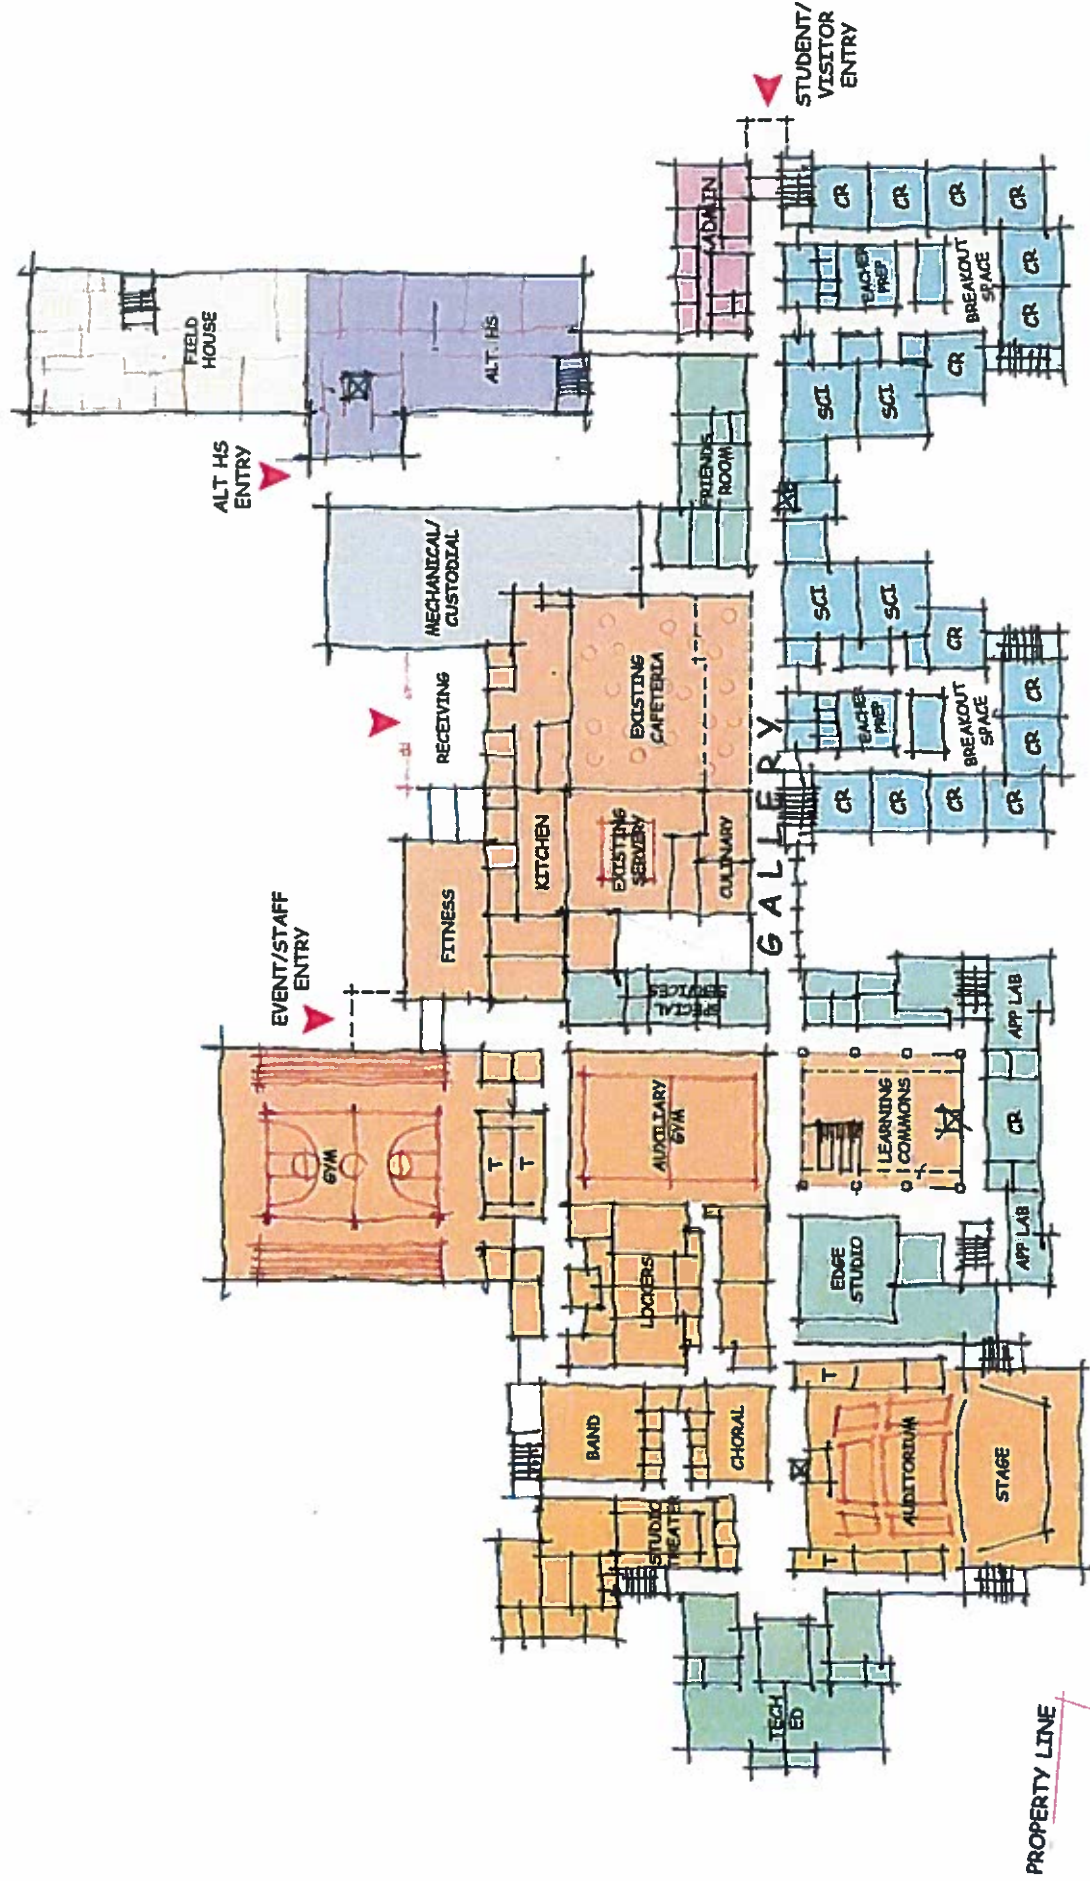 STUDENT/
VISITOR
ENTRY
ADMIN
CR
CR
CR
CR
CR
CR
CR
TEACHER
PREP
BREAKOUT
SPACE
SCI
SCI
FIELD
HOUSE
ALT. HS
ALT HS
ENTRY
FRIENDS
ROOM
MECHANICAL/
CUSTODIAL
RECEIVING
EXISTING
CAFETERIA
SCI
SCI
CR
CR
CR
TEACHER
PREP
BREAKOUT
SPACE
CR
CR
CR
CR
GALLERY
KITCHEN
EXISTING
SERVERY
CULINARY
FITNESS
EVENT/STAFF
ENTRY
SPECIAL
SERVICES
APP LAB
CR
APP LAB
LEARNING
COMMONS
AUXILIARY
GYM
GYM
T
T
LOCKERS
EDGE
STUDIO
BAND
CHORAL
T
AUDITORIUM
STAGE
T
STUDIO
TREATER
TECH
ED
PROPERTY LINE